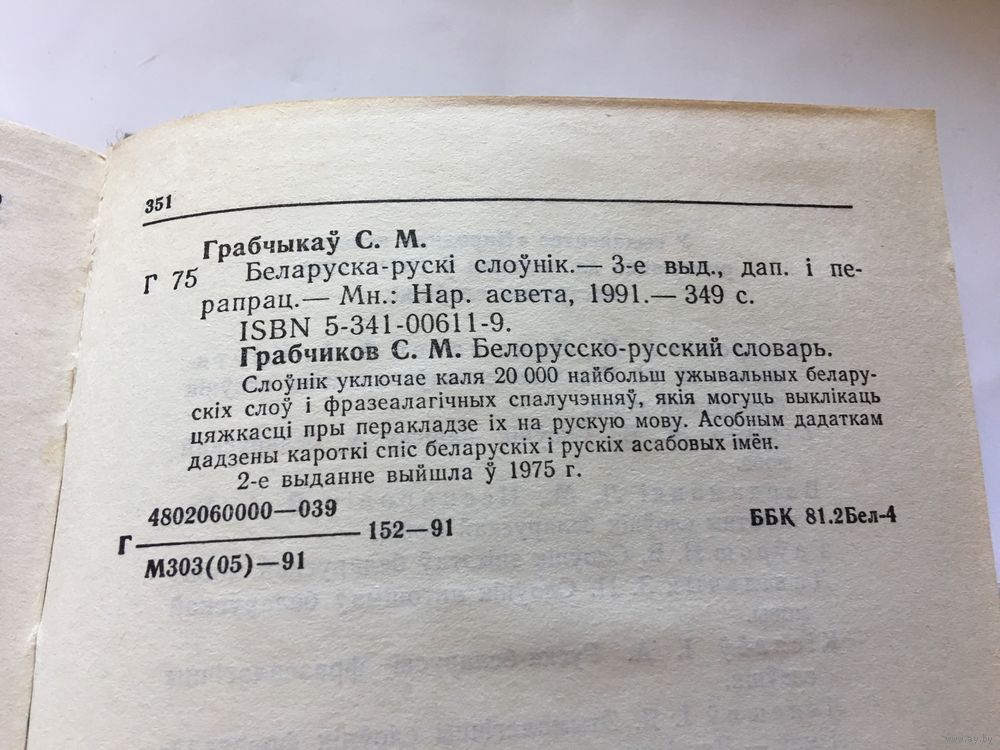 351
Грабчыкаў С. М.
Г 75 Беларуска-рускі слоўнік.— 3-е выд., дап. і пе-
рапрац.— Мн.: Нар. асвета, 1991.— 349 с.
ISBN 5-341-00611-9.
Грабчиков С. М. Белорусско-русский словарь.
Слоўнік уключае каля 20 000 найбольш ужывальных белару-
скіх слоў і фразеалагічных спалучэнняў, якія могуць выклікаць
цяжкасці пры перакладзе іх на рускую мову. Асобным дадаткам
дадзены кароткі спіс беларускіх і рускіх асабовых імён.
2-е выданне выйшла ў 1975 г.
4802060000—039
Г 152—91
М303(05)—91
ББК 81.2Бел-4
www.ay.by